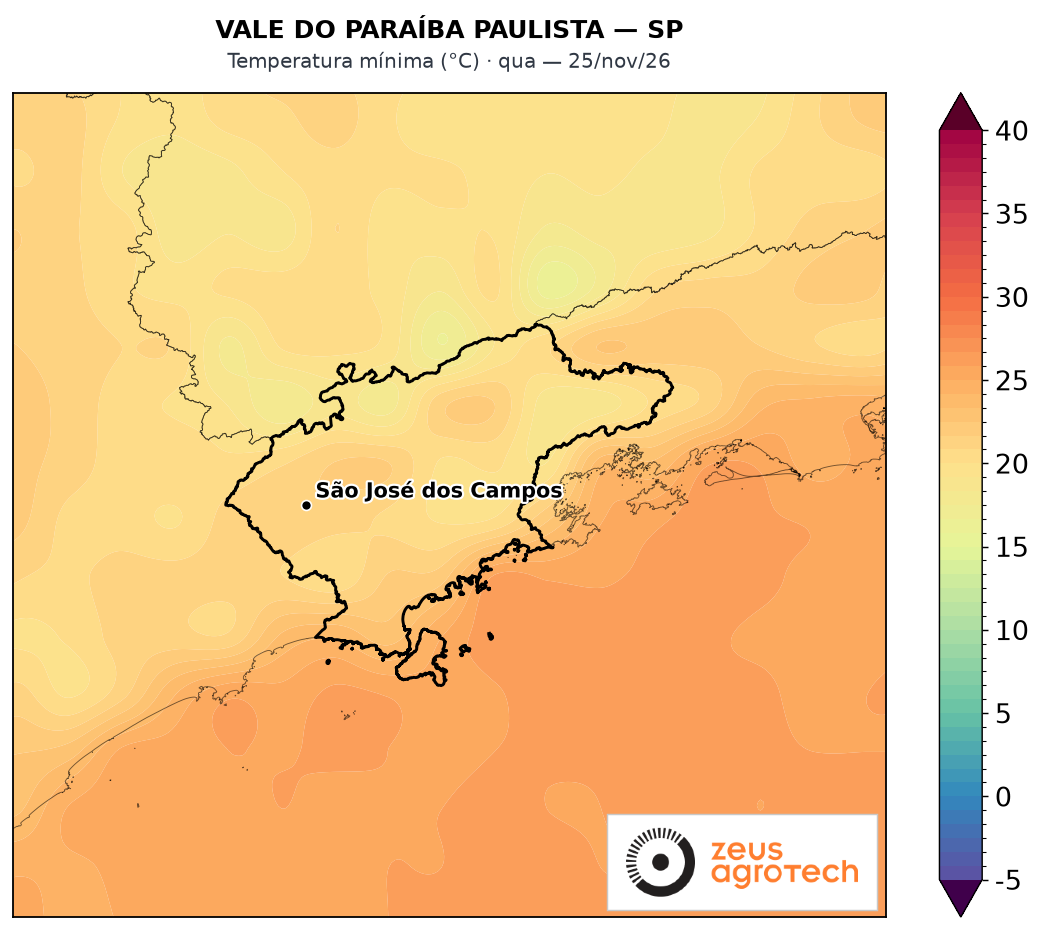 VALE DO PARAÍBA PAULISTA — SP
Temperatura mínima (°C) · qua — 25/nov/26
São José dos Campos
40
35
30
25
20
15
10
5
0
-5
zeus
agrotech